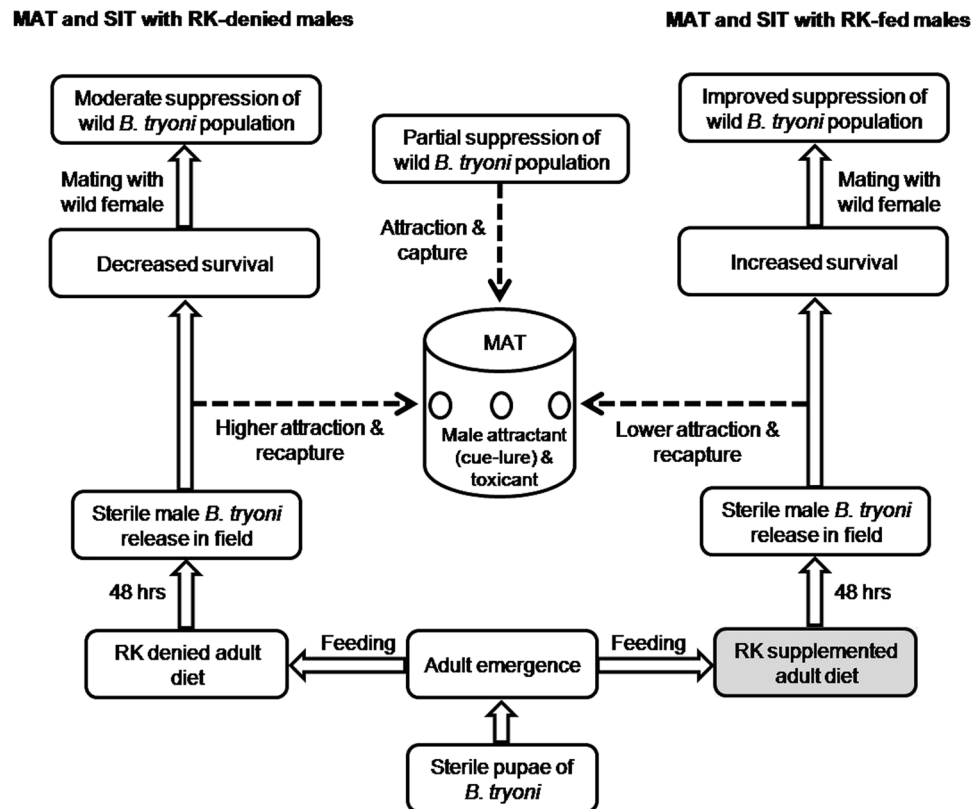 MAT and SIT with RK-denied males
MAT and SIT with RK-fed males
Moderate suppression of
wild B. tryoni population
Mating with
wild female
Decreased survival
Higher attraction &
recapture
Sterile male B. tryoni
release in field
48 hrs
RK denied adult
diet
Feeding
Partial suppression of
wild B. tryoni population
Attraction &
capture
MAT
Male attractant
(cue-lure) &
toxicant
Adult emergence
Sterile pupae of
B. tryoni
Improved suppression of
wild B. tryoni population
Mating with
wild female
Increased survival
Lower attraction &
recapture
Sterile male B. tryoni
release in field
48 hrs
Feeding
RK supplemented
adult diet